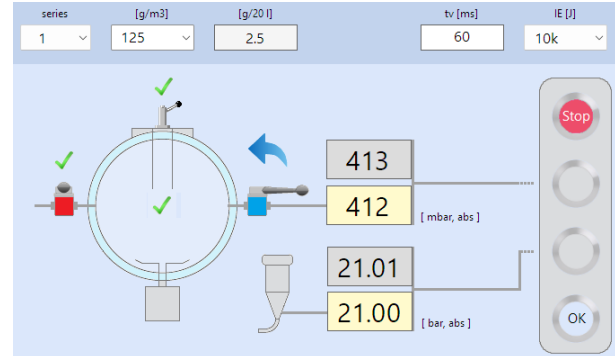 series [g/m3] [g/20 l] tv [ms] IE [J]
1 125 2.5 60 10k
Stop
413
412
[ mbar, abs ]
21.01
21.00
[ bar, abs ]
OK